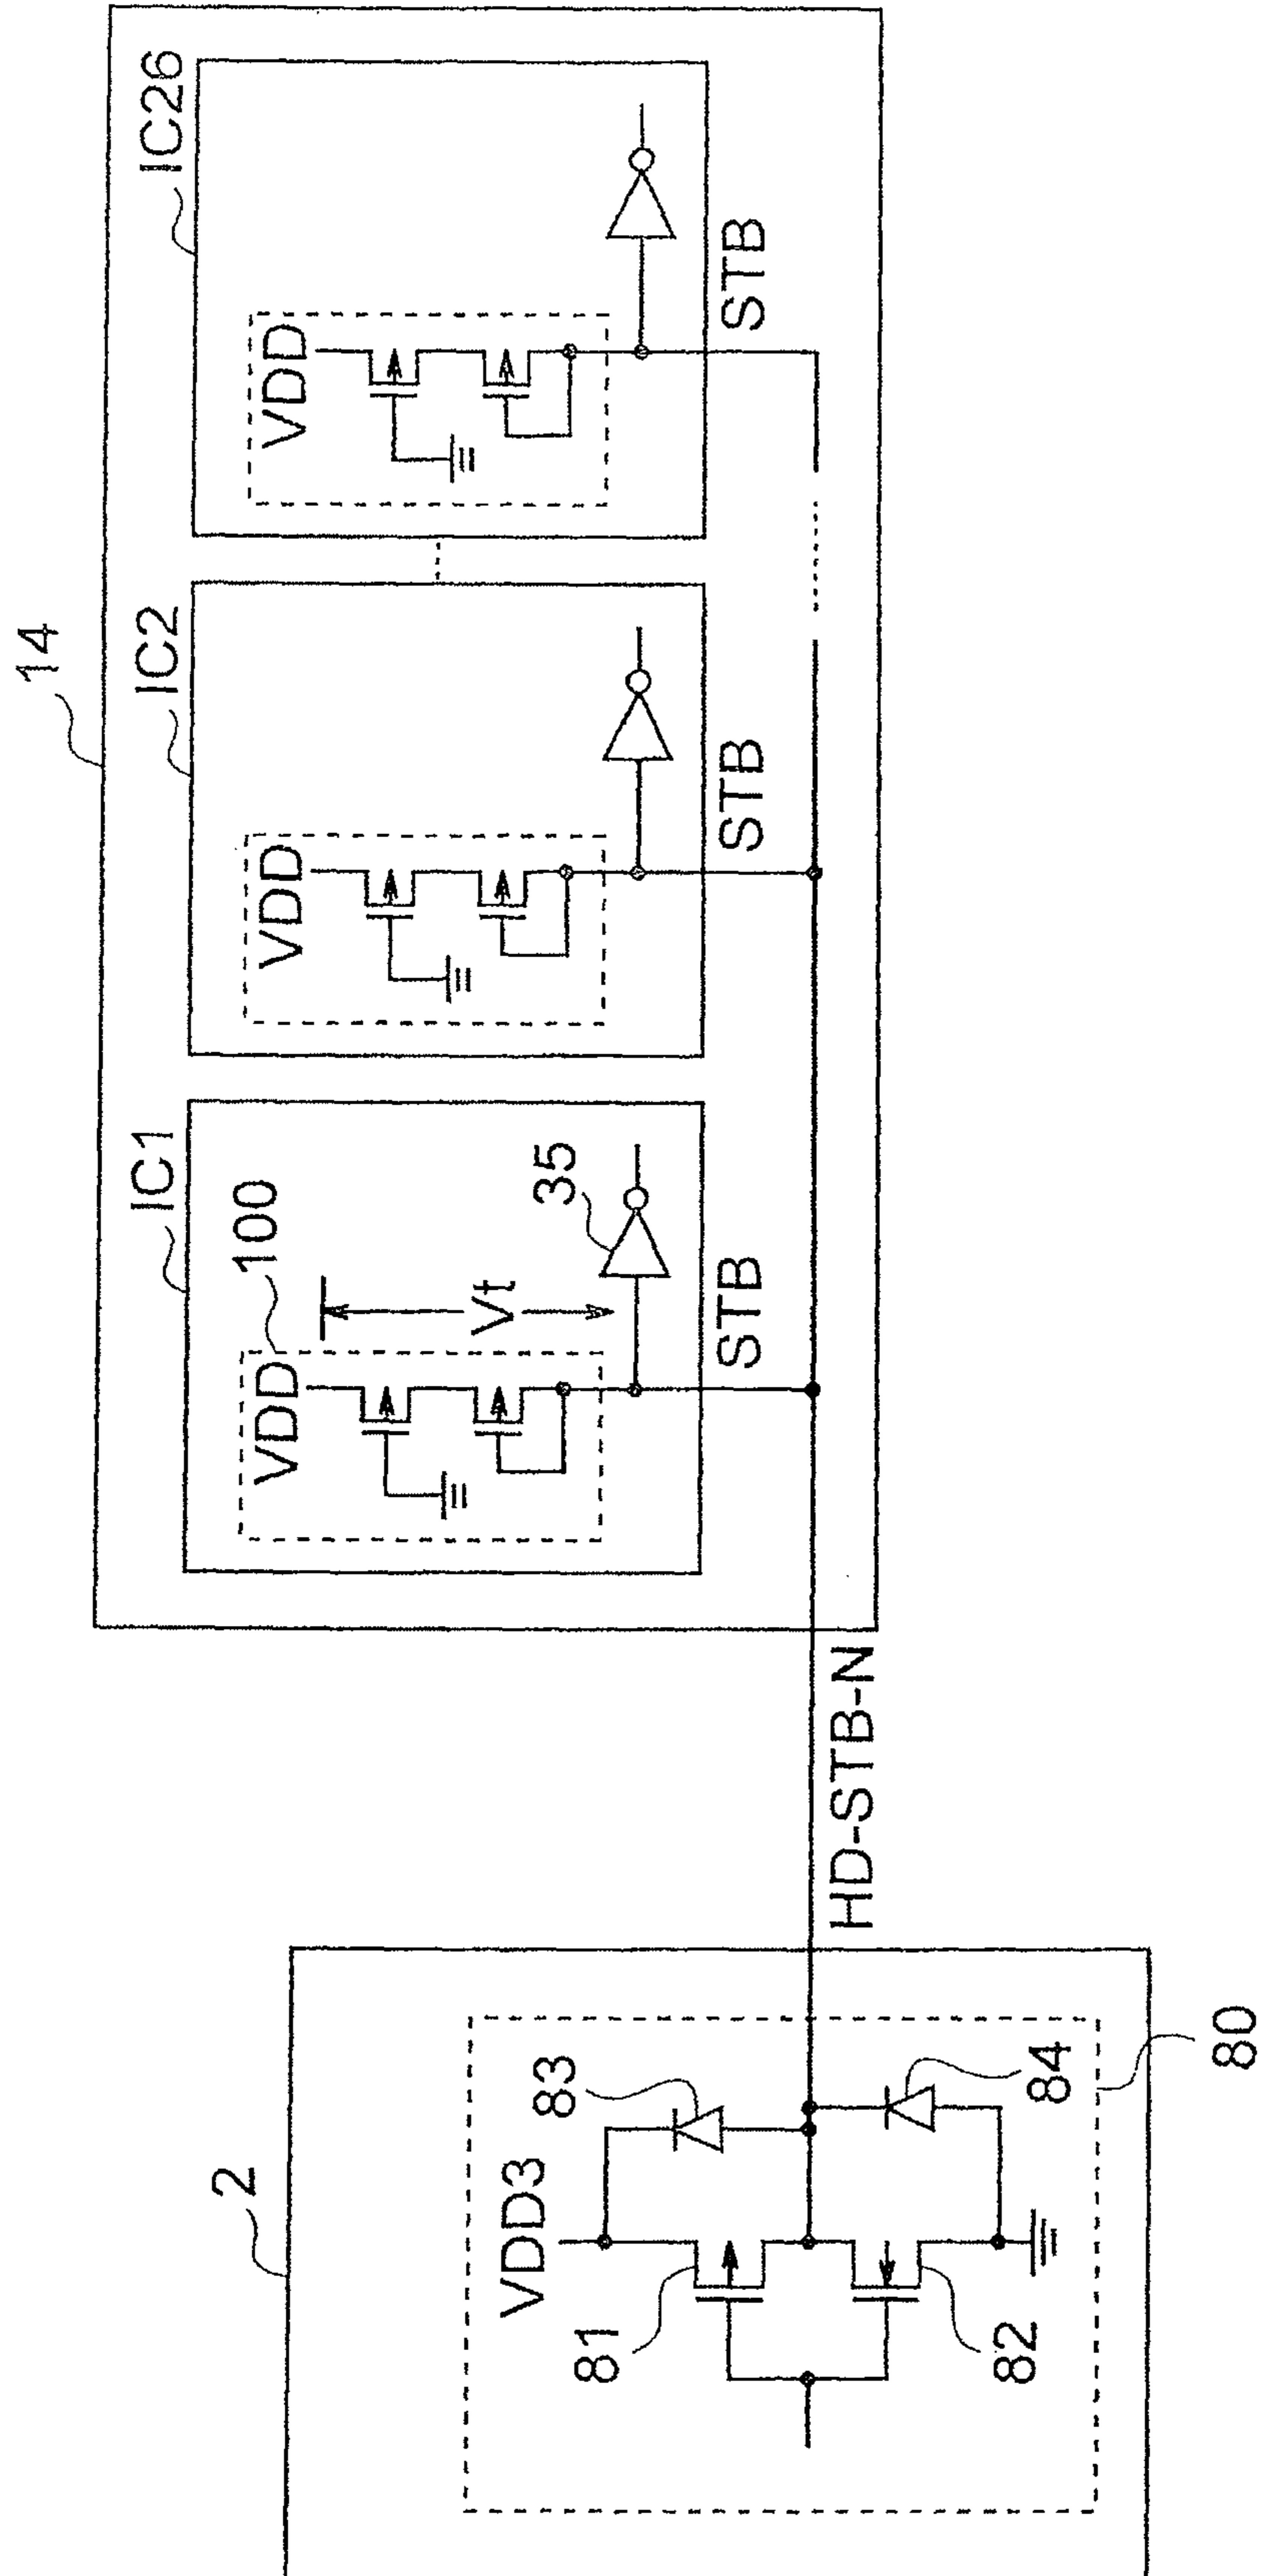 14
IC1
IC2
IC26
100
VDD
VDD
VDD
Vt
35
STB
STB
STB
2
VDD3
83
81
HD-STB-N
82
84
80